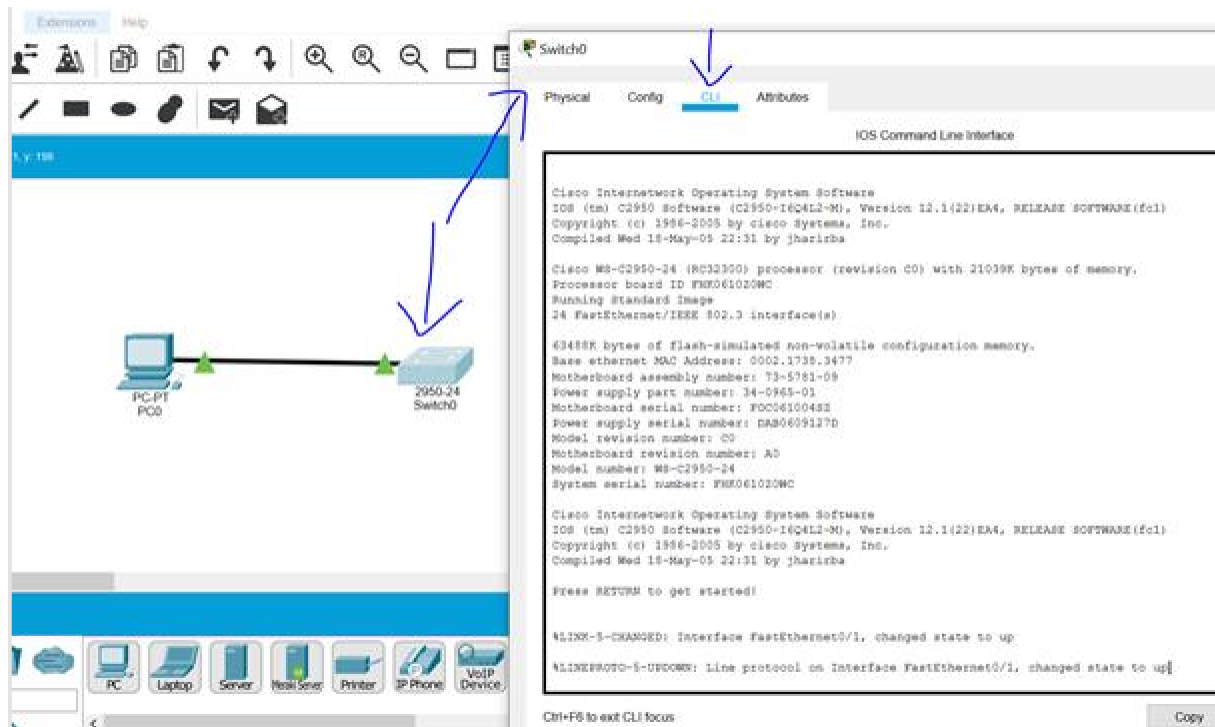 Extensions Help
Switch0
Physical Config CLI Attributes
IOS Command Line Interface
1, y: 198
Cisco Internetwork Operating System Software
IOS (tm) C2950 Software (C2950-I6Q4L2-M), Version 12.1(22)EA4, RELEASE SOFTWARE(fc1)
Copyright (c) 1986-2005 by cisco Systems, Inc.
Compiled Wed 18-May-05 22:31 by jharirba
Cisco WS-C2950-24 (RC32300) processor (revision C0) with 21039K bytes of memory.
Processor board ID FHK0610Z0WC
Running Standard Image
24 FastEthernet/IEEE 802.3 interface(s)
63488K bytes of flash-simulated non-volatile configuration memory.
Base ethernet MAC Address: 0002.1738.3477
Motherboard assembly number: 73-5781-09
Power supply part number: 34-0965-01
Motherboard serial number:
Power supply serial number: DAB0609127D
Model revision number: C0
Motherboard revision number: A0
Model number: WS-C2950-24
System serial number: FHK0610Z0WC
Cisco Internetwork Operating System Software
IOS (tm) C2950 Software (C2950-I6Q4L2-M), Version 12.1(22)EA4, RELEASE SOFTWARE(fc1)
Copyright (c) 1986-2005 by cisco Systems, Inc.
Compiled Wed 18-May-05 22:31 by jharirba
Press RETURN to get started!
%LINK-5-CHANGED: Interface FastEthernet0/1, changed state to up
%LINEPROTO-5-UPDOWN: Line protocol on Interface FastEthernet0/1, changed state to up
Ctrl+F6 to exit CLI focus
Copy
PC-PT
PC0
2950-24
Switch0
PC Laptop Server Meraki Server Printer IP Phone VoIP Device